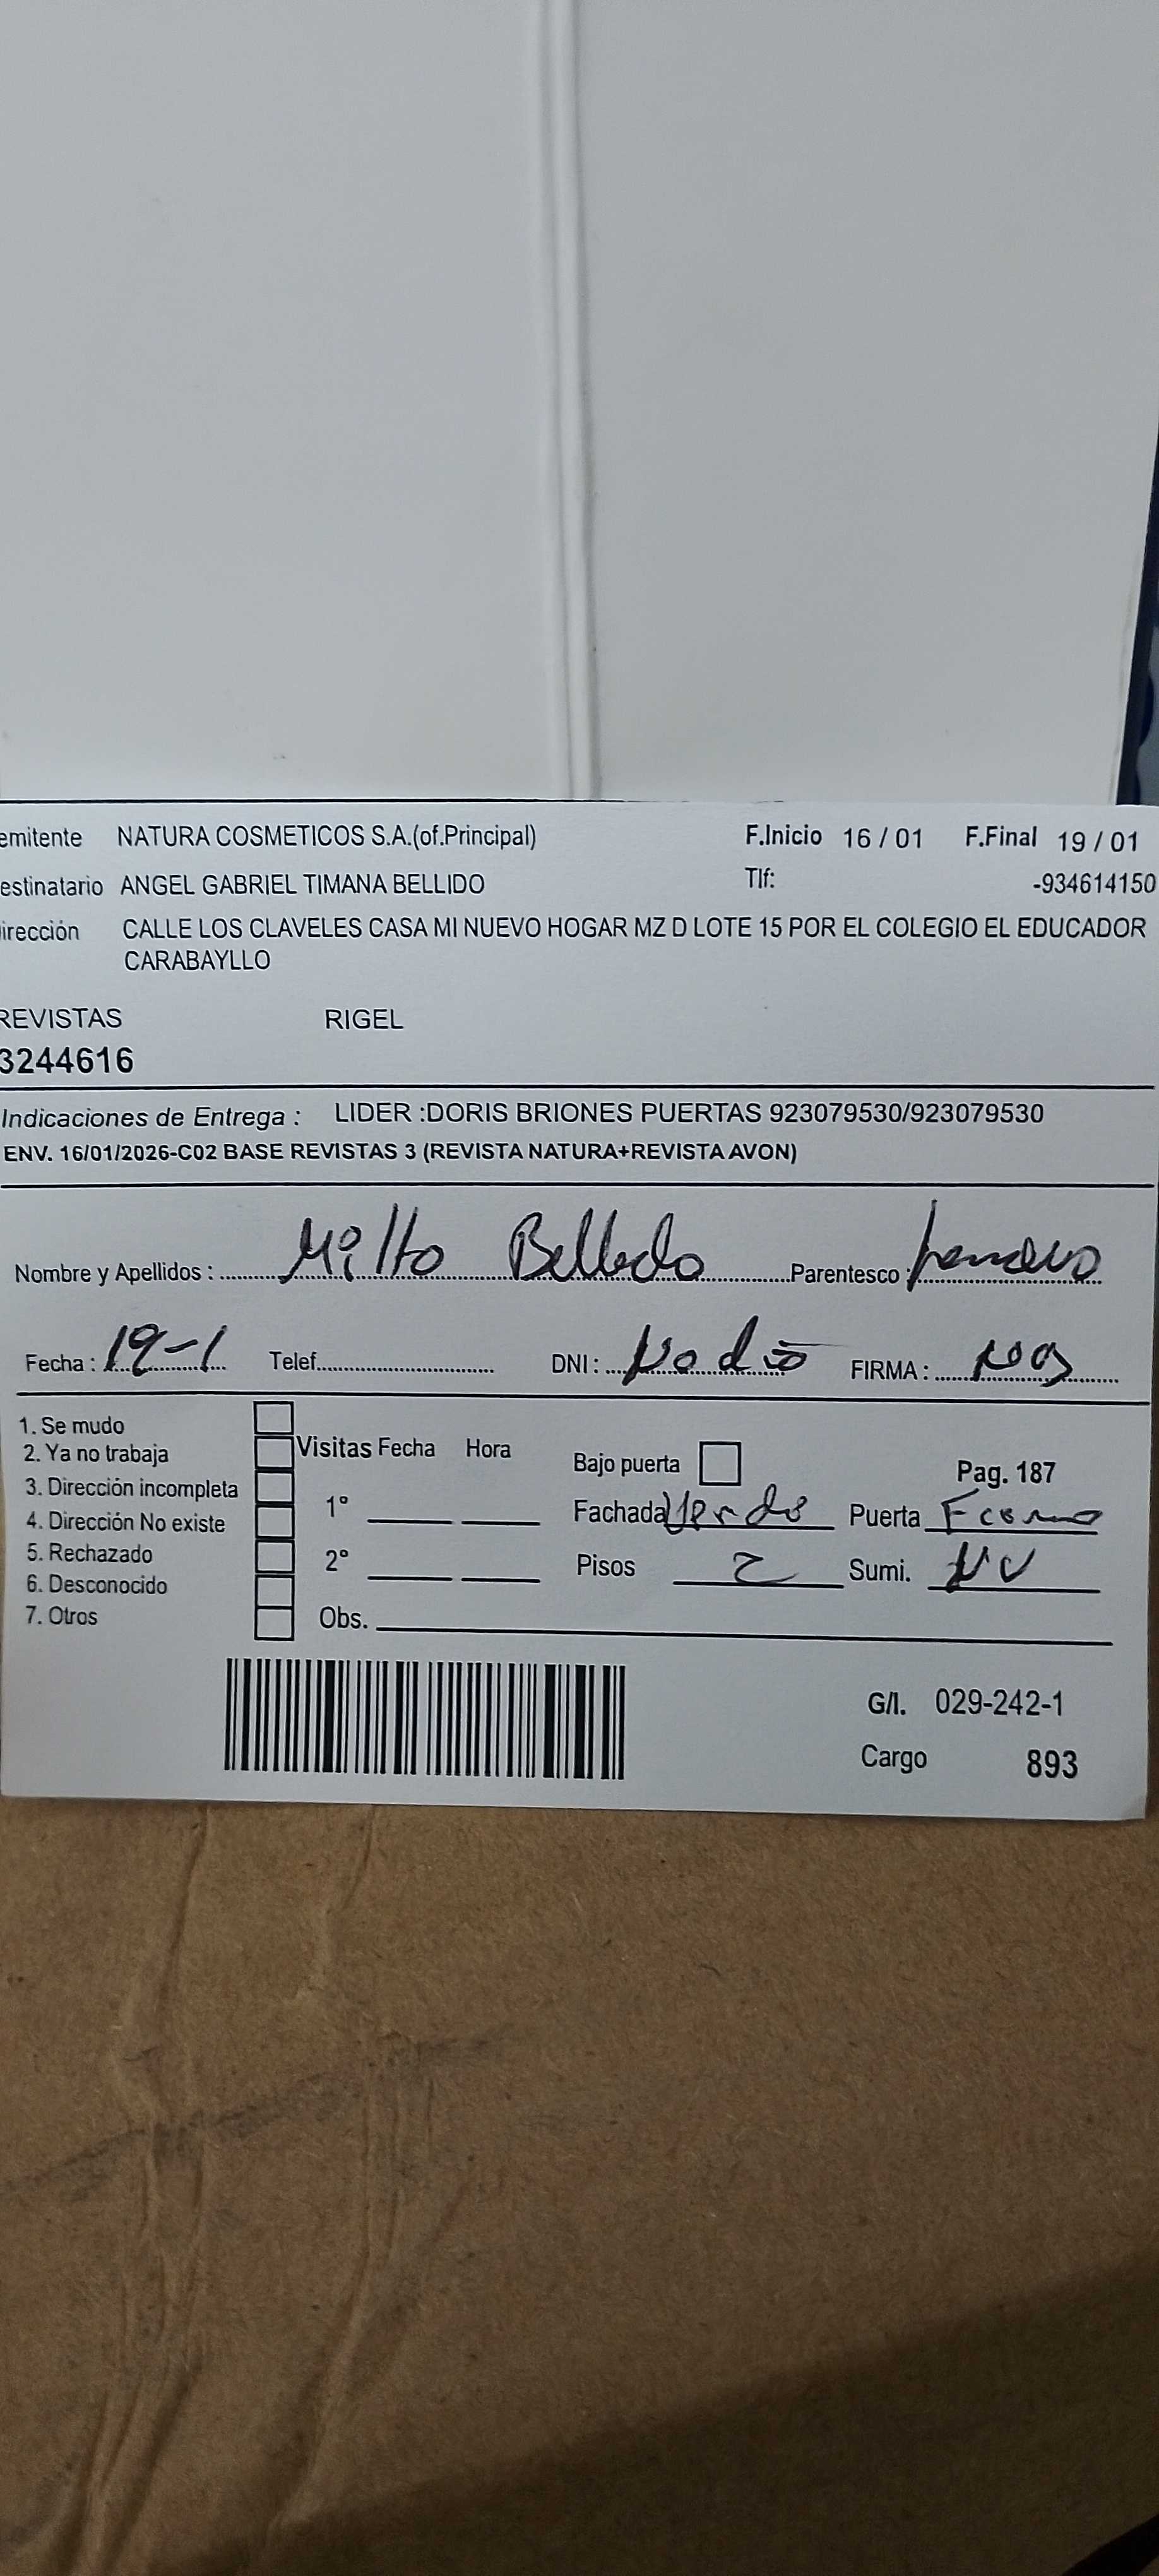 emitente NATURA COSMETICOS S.A.(of.Principal) F.Inicio 16 / 01 F.Final 19 / 01
estinatario ANGEL GABRIEL TIMANA BELLIDO Tlf: -934614150
irección CALLE LOS CLAVELES CASA MI NUEVO HOGAR MZ D LOTE 15 POR EL COLEGIO EL EDUCADOR
CARABAYLLO
REVISTAS RIGEL
3244616
Indicaciones de Entrega : LIDER :DORIS BRIONES PUERTAS 923079530/923079530
ENV. 16/01/2026-C02 BASE REVISTAS 3 (REVISTA NATURA+REVISTA AVON)
Nombre y Apellidos : Bellido Parentesco :
Fecha : 19-1 Telef. DNI : No dio FIRMA :
1. Se mudo
2. Ya no trabaja Visitas Fecha Hora Bajo puerta Pag. 187
3. Dirección incompleta 1° Fachada Verde Puerta
4. Dirección No existe
5. Rechazado 2° Pisos 2 Sumi. NV
6. Desconocido
7. Otros Obs.
G/I. 029-242-1
Cargo 893